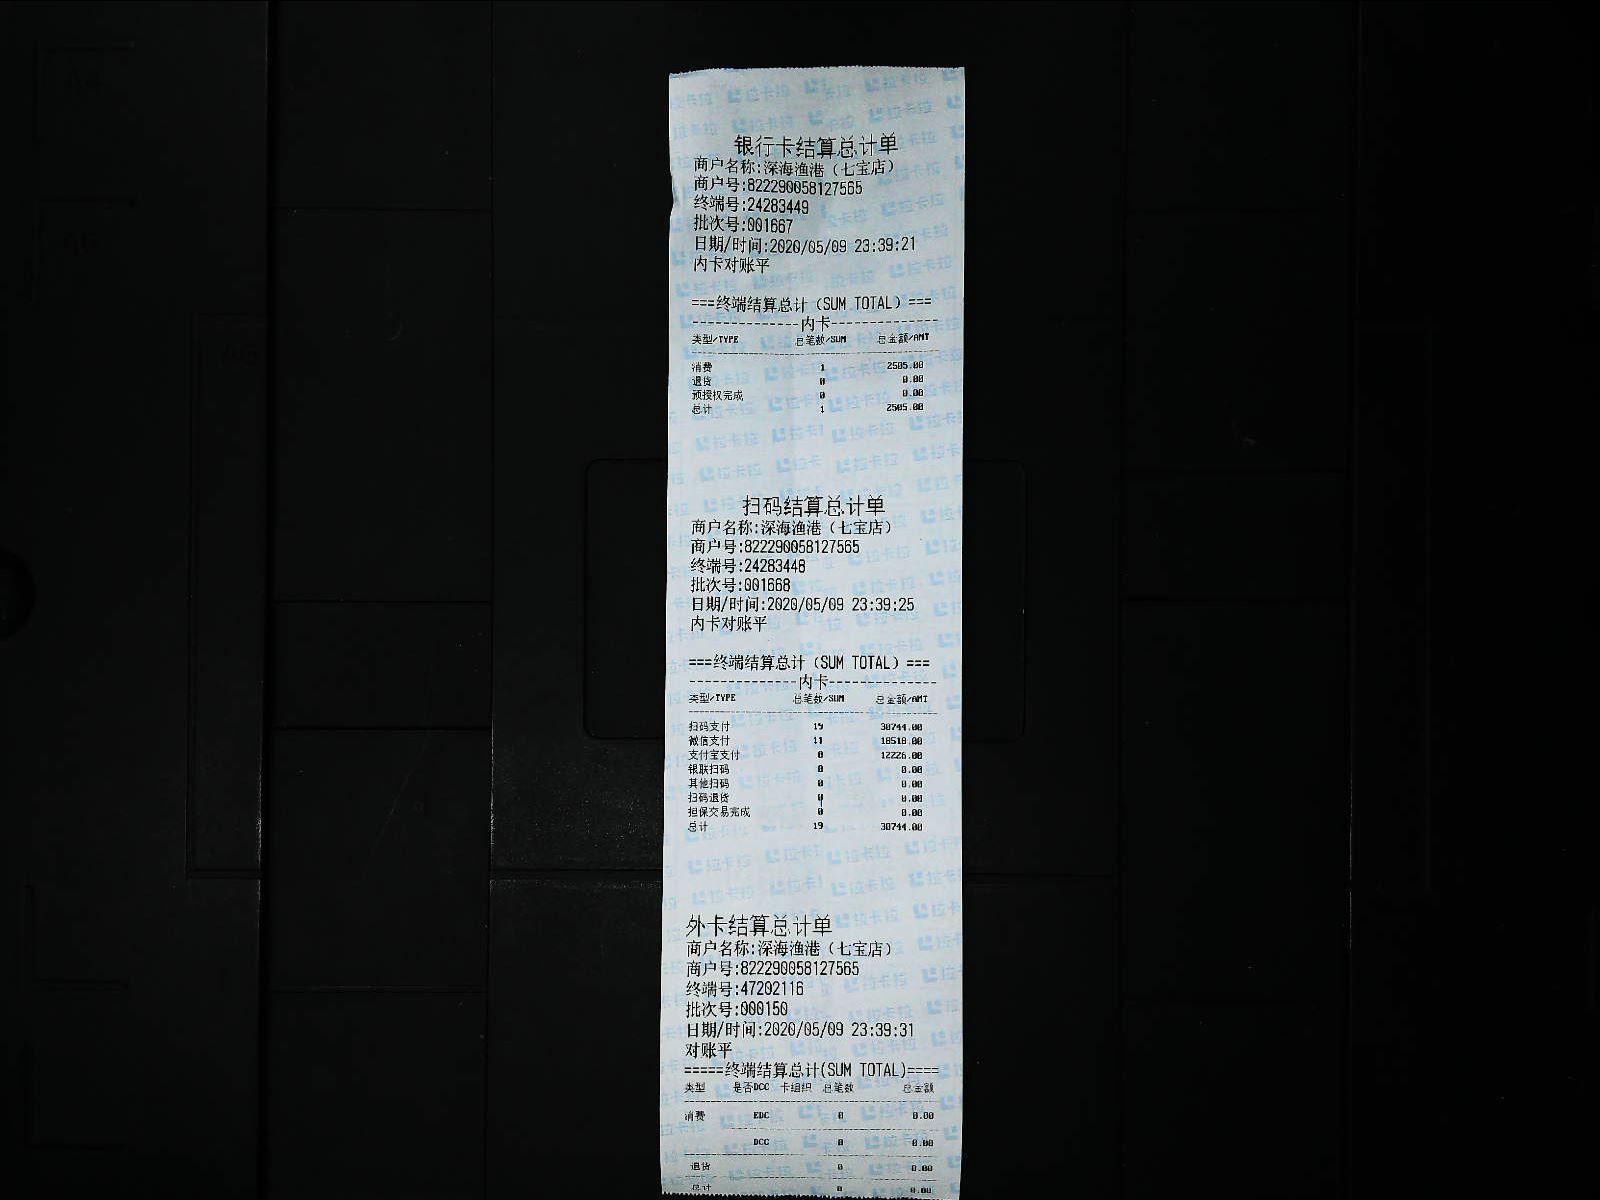 银行卡结算总计单
商户名称:深海渔港(七宝店)
商户号:822290058127565
终端号:24283449
批次号:001667
日期/时间:2020/05/09 23:39:21
内卡对账平
===终端结算总计(SUM TOTAL)===
--------------内卡--------------
类型/TYPE 总笔数/SUM 总金额/AMT
消费 1 2505.00
退货 0 0.00
预授权完成 0 0.00
总计 1 2505.00
扫码结算总计单
商户名称:深海渔港(七宝店)
商户号:822290058127565
终端号:24283448
批次号:001668
日期/时间:2020/05/09 23:39:25
内卡对账平
===终端结算总计(SUM TOTAL)===
--------------内卡--------------
类型/TYPE 总笔数/SUM 总金额/AMT
扫码支付 19 30744.00
微信支付 11 18518.00
支付宝支付 8 12226.00
银联扫码 0 0.00
其他扫码 0 0.00
扫码退货 0 0.00
担保交易完成 0 0.00
总计 19 30744.00
外卡结算总计单
商户名称:深海渔港(七宝店)
商户号:822290058127565
终端号:47202116
批次号:000150
日期/时间:2020/05/09 23:39:31
对账平
=====终端结算总计(SUM TOTAL)====
类型 是否DCC 卡组织 总笔数 总金额
消费 EDC 0 0.00
DCC 0 0.00
退货 0 0.00
总计 0 0.00